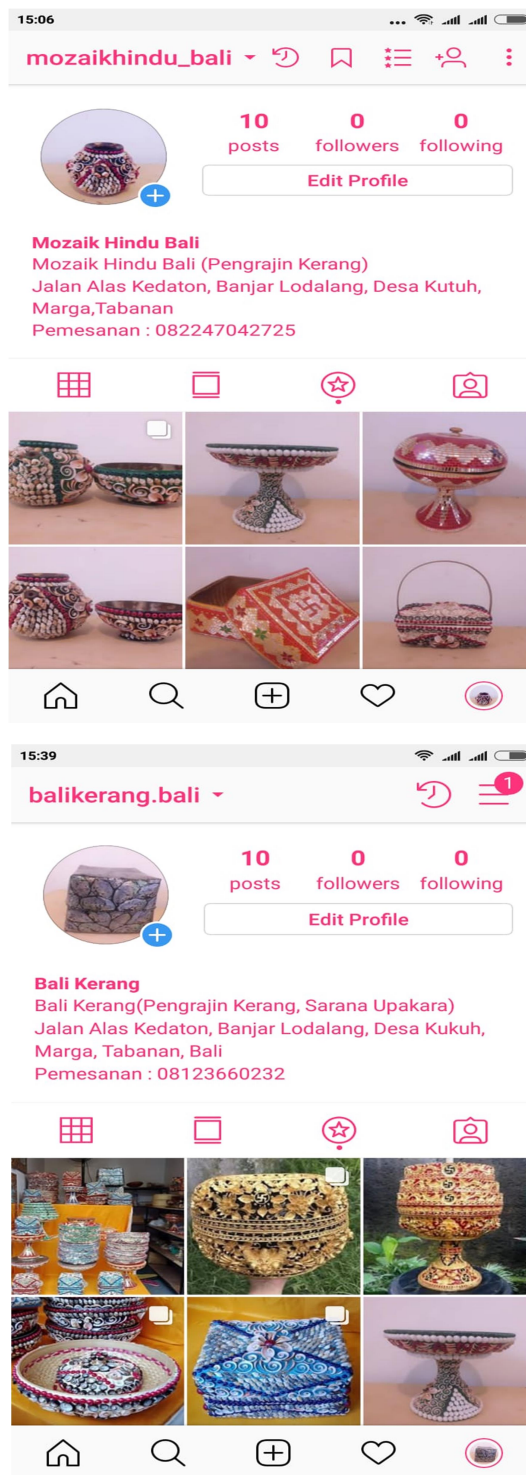 15:06
mozaikhindu_bali
10 0 0
posts followers following
Edit Profile
Mozaik Hindu Bali
Mozaik Hindu Bali (Pengrajin Kerang)
Jalan Alas Kedaton, Banjar Lodalang, Desa Kutuh,
Marga,Tabanan
Pemesanan : 082247042725
15:39
balikerang.bali
1
10 0 0
posts followers following
Edit Profile
Bali Kerang
Bali Kerang(Pengrajin Kerang, Sarana Upakara)
Jalan Alas Kedaton, Banjar Lodalang, Desa Kukuh,
Marga, Tabanan, Bali
Pemesanan : 08123660232